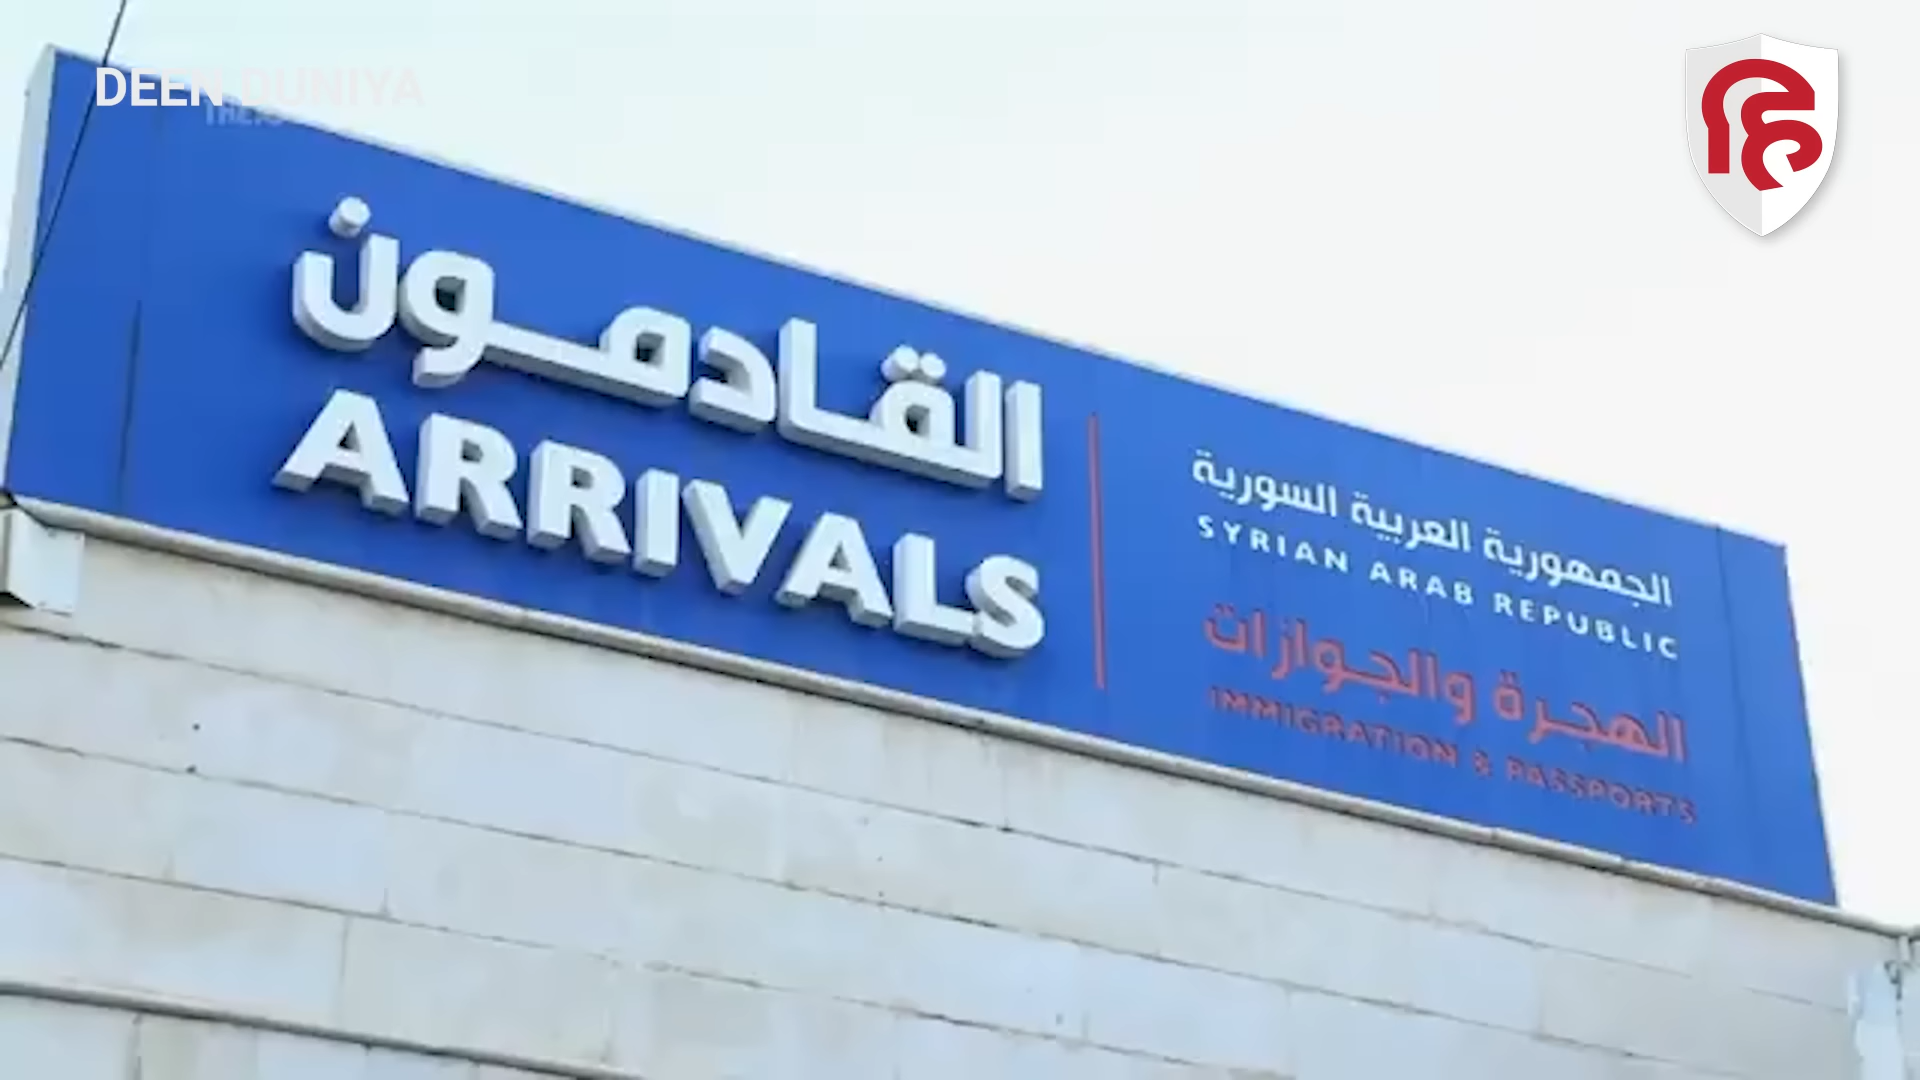 DEEN DUNIYA
القادمون
ARRIVALS
الجمهورية العربية السورية
SYRIAN ARAB REPUBLIC
الهجرة والجوازات
IMMIGRATION & PASSPORTS